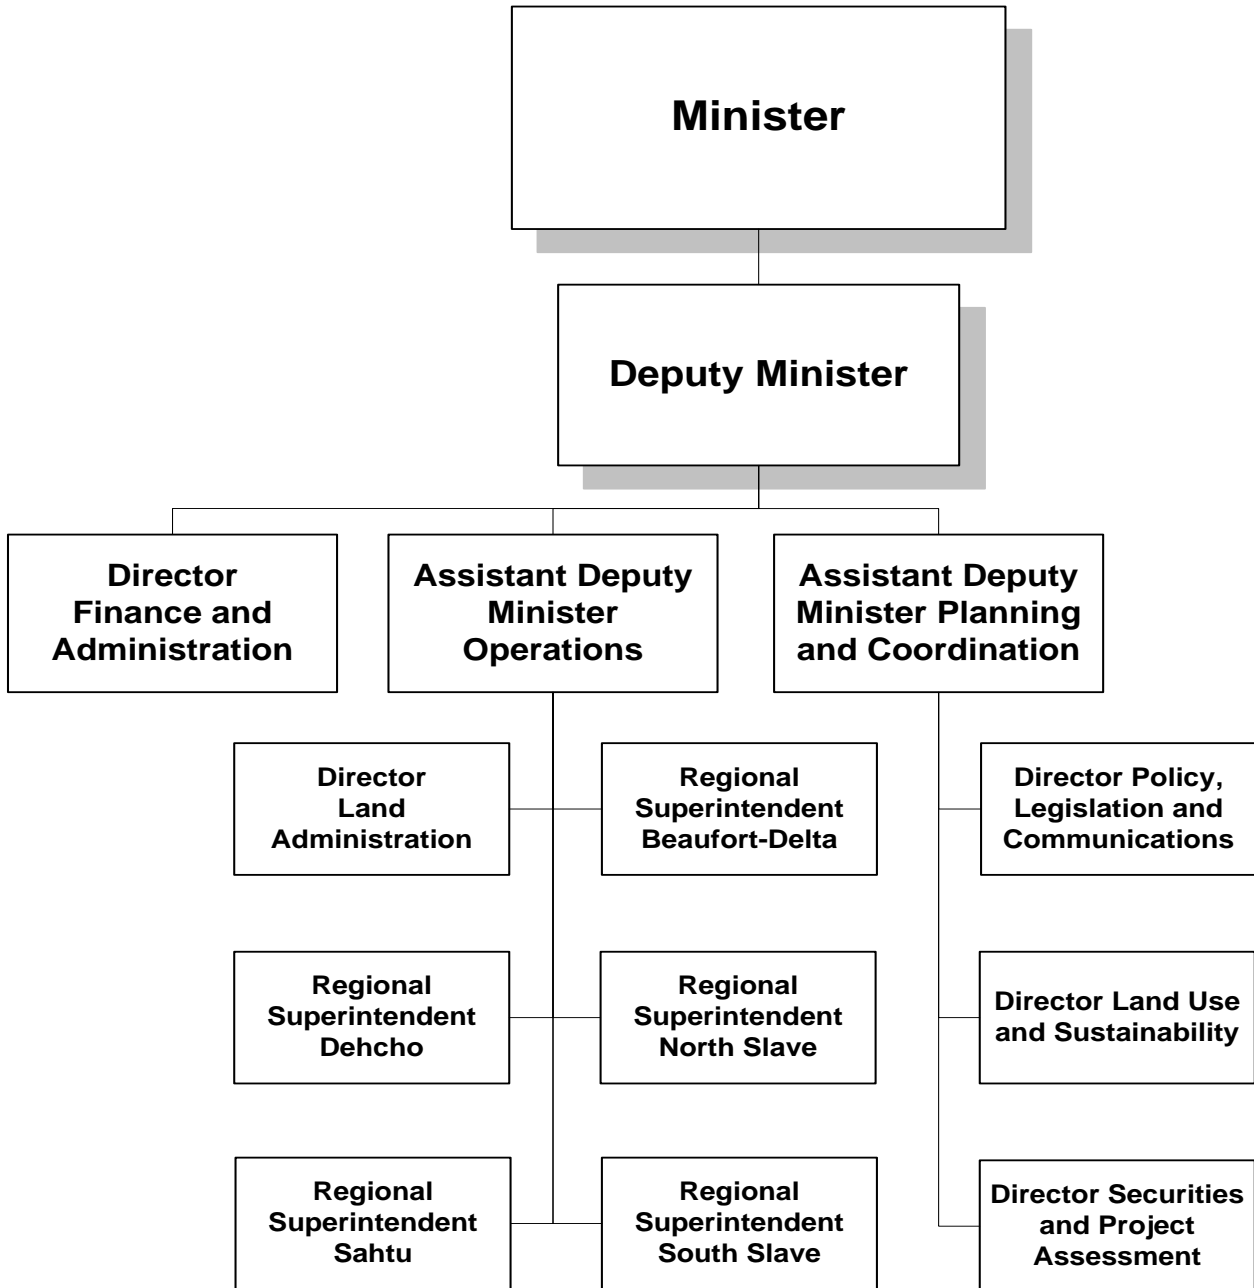 Minister
Deputy Minister
Director
Finance and
Administration
Assistant Deputy
Minister
Operations
Assistant Deputy
Minister Planning
and Coordination
Director
Land
Administration
Regional
Superintendent
Beaufort-Delta
Director Policy,
Legislation and
Communications
Regional
Superintendent
Dehcho
Regional
Superintendent
North Slave
Director Land Use
and Sustainability
Regional
Superintendent
Sahtu
Regional
Superintendent
South Slave
Director Securities
and Project
Assessment